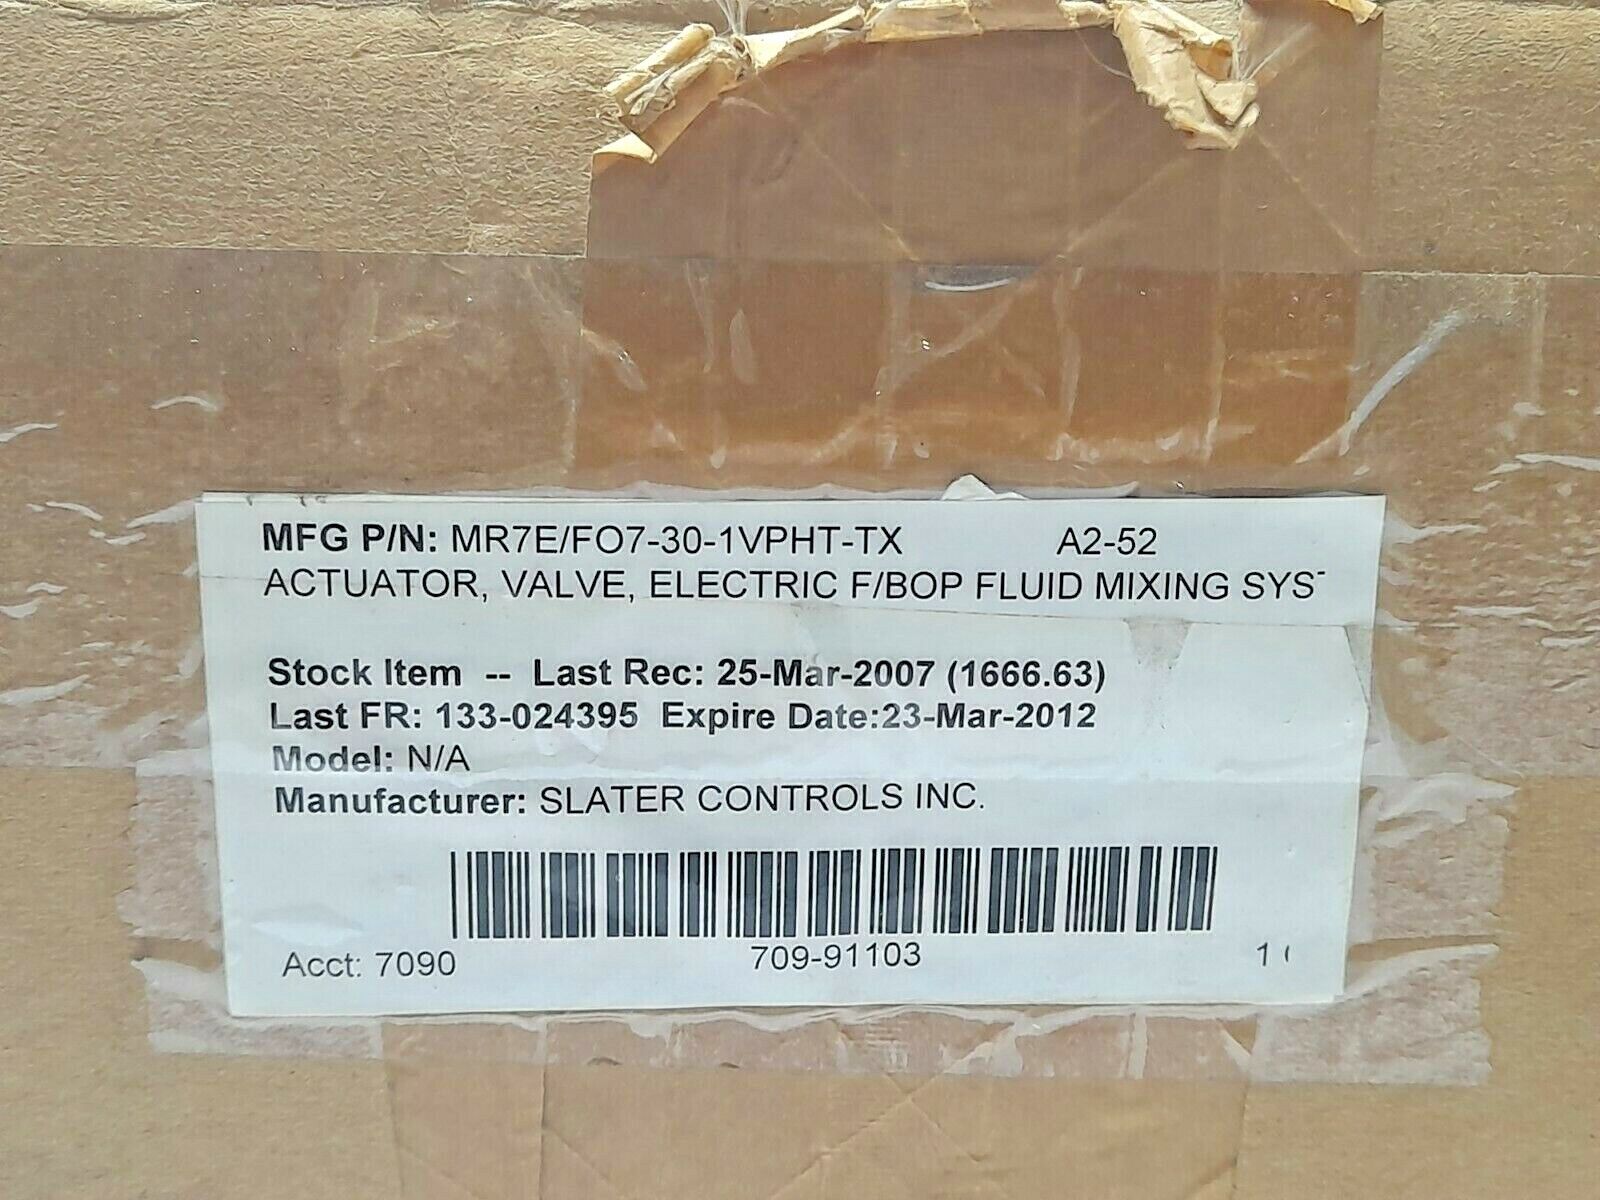 MFG P/N: MR7E/FO7-30-1VPHT-TX A2-52
ACTUATOR, VALVE, ELECTRIC F/BOP FLUID MIXING SYS
Stock Item -- Last Rec: 25-Mar-2007 (1666.63)
Last FR: 133-024395 Expire Date:23-Mar-2012
Model: N/A
Manufacturer: SLATER CONTROLS INC.
Acct: 7090 709-91103 1